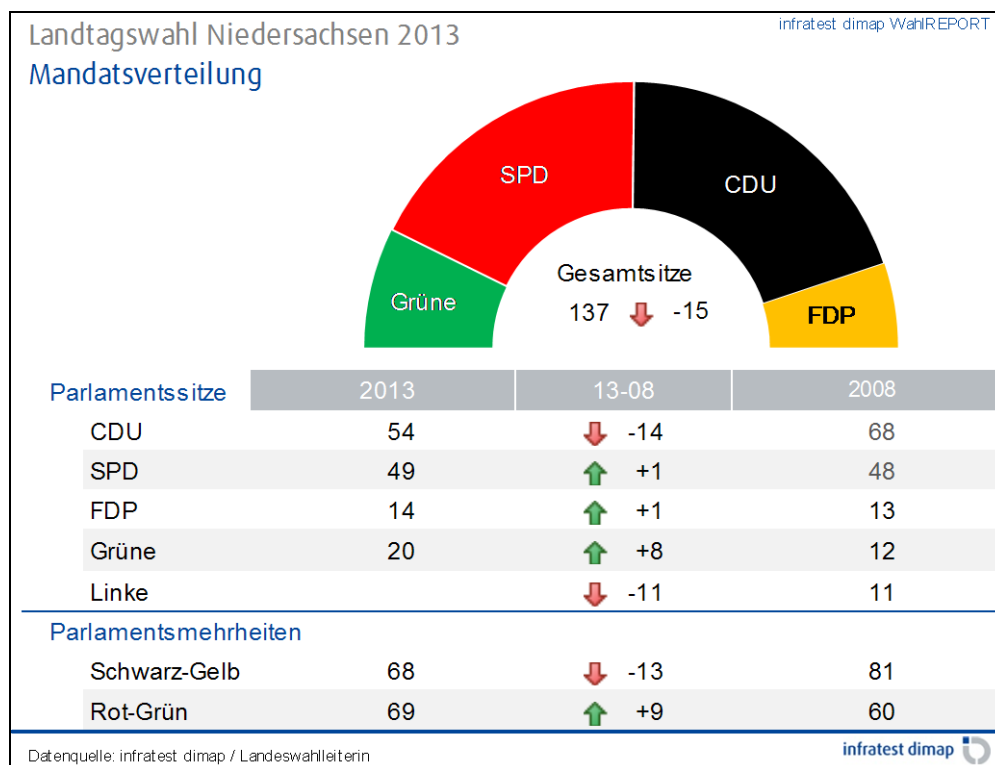 Landtagswahl Niedersachsen 2013
infratest dimap WahlREPORT
Mandatsverteilung
SPD
CDU
Grüne
FDP
Gesamtsitze
137 -15
Parlamentssitze 2013 13-08 2008
CDU 54 -14 68
SPD 49 +1 48
FDP 14 +1 13
Grüne 20 +8 12
Linke -11 11
Parlamentsmehrheiten
Schwarz-Gelb 68 -13 81
Rot-Grün 69 +9 60
Datenquelle: infratest dimap / Landeswahlleiterin
infratest dimap